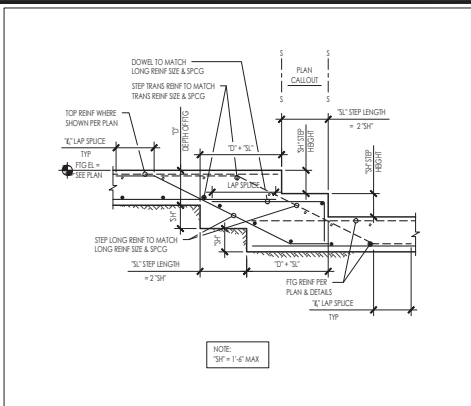 S
S
PLAN
CALLOUT
S
S
DOWEL TO MATCH
LONG REINF SIZE & SPCG
STEP TRANS REINF TO MATCH
TRANS REINF SIZE & SPCG
TOP REINF WHERE
SHOWN PER PLAN
"D"
DEPTH OF FTG
"SL" STEP LENGTH
= 2 "SH"
"ℓ" LAP SPLICE
TYP
"D" + "SL"
"SH" STEP
HEIGHT
FTG EL =
SEE PLAN
LAP SPLICE
"SH" STEP
HEIGHT
"SH"
"SH"
STEP LONG REINF TO MATCH
LONG REINF SIZE & SPCG
"SL" STEP LENGTH
= 2 "SH"
"D" + "SL"
FTG REINF PER
PLAN & DETAILS
"ℓ" LAP SPLICE
TYP
NOTE:
"SH" = 1'-6" MAX